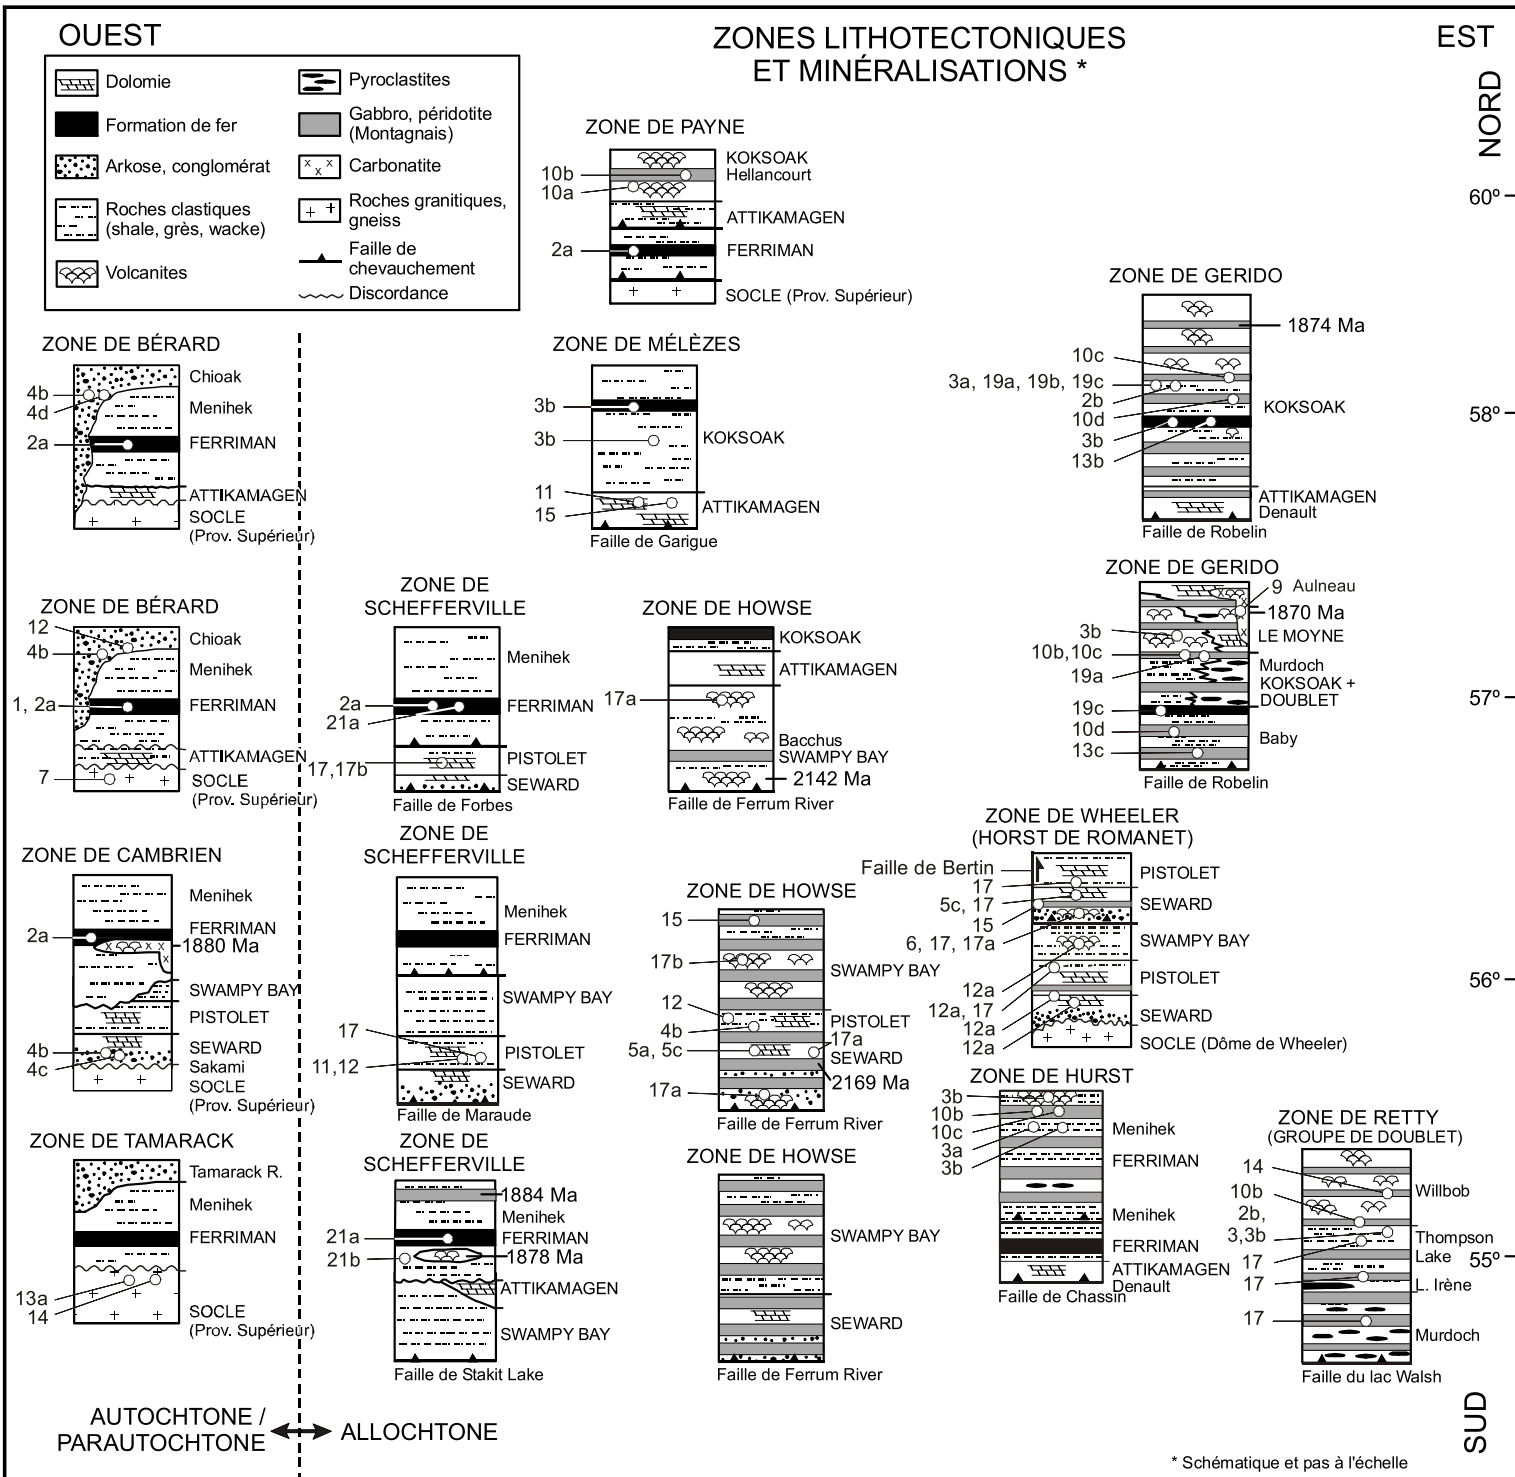 OUEST
ZONES LITHOTECTONIQUES
ET MINÉRALISATIONS *
EST
NORD
Dolomie
Formation de fer
Arkose, conglomérat
Roches clastiques
(shale, grès, wacke)
Volcanites
Pyroclastites
Gabbro, péridotite
(Montagnais)
Carbonatite
Roches granitiques,
gneiss
Faille de
chevauchement
Discordance
ZONE DE PAYNE
10b
10a
2a
KOKSOAK
Hellancourt
ATTIKAMAGEN
FERRIMAN
SOCLE (Prov. Supérieur)
60º
58º
57º
56º
55º
ZONE DE BÉRARD
4b
4d
2a
Chioak
Menihek
FERRIMAN
ATTIKAMAGEN
SOCLE
(Prov. Supérieur)
ZONE DE MÉLÈZES
3b
3b
11
15
KOKSOAK
ATTIKAMAGEN
Faille de Garigue
ZONE DE GERIDO
1874 Ma
10c
3a, 19a, 19b, 19c
2b
10d
3b
13b
KOKSOAK
ATTIKAMAGEN
Denault
Faille de Robelin
ZONE DE BÉRARD
12
4b
1, 2a
7
Chioak
Menihek
FERRIMAN
ATTIKAMAGEN
SOCLE
(Prov. Supérieur)
ZONE DE
SCHEFFERVILLE
2a
21a
17,17b
Menihek
FERRIMAN
PISTOLET
SEWARD
Faille de Forbes
ZONE DE HOWSE
17a
KOKSOAK
ATTIKAMAGEN
Bacchus
SWAMPY BAY
2142 Ma
Faille de Ferrum River
ZONE DE GERIDO
9 Aulneau
1870 Ma
3b
10b,10c
19a
19c
10d
13c
LE MOYNE
Murdoch
KOKSOAK +
DOUBLET
Baby
Faille de Robelin
ZONE DE CAMBRIEN
2a
4b
4c
Menihek
FERRIMAN
1880 Ma
SWAMPY BAY
PISTOLET
SEWARD
Sakami
SOCLE
(Prov. Supérieur)
ZONE DE
SCHEFFERVILLE
17
11,12
Menihek
FERRIMAN
SWAMPY BAY
PISTOLET
SEWARD
Faille de Maraude
ZONE DE HOWSE
15
17b
12
4b
5a, 5c
17a
SWAMPY BAY
PISTOLET
17a
SEWARD
2169 Ma
Faille de Ferrum River
ZONE DE WHEELER
(HORST DE ROMANET)
Faille de Bertin
17
5c, 17
15
6, 17, 17a
12a
12a, 17
12a
12a
PISTOLET
SEWARD
SWAMPY BAY
PISTOLET
SEWARD
SOCLE (Dôme de Wheeler)
ZONE DE TAMARACK
13a
14
Tamarack R.
Menihek
FERRIMAN
SOCLE
(Prov. Supérieur)
ZONE DE
SCHEFFERVILLE
21a
21b
1884 Ma
Menihek
FERRIMAN
1878 Ma
ATTIKAMAGEN
SWAMPY BAY
Faille de Stakit Lake
ZONE DE HOWSE
SWAMPY BAY
SEWARD
Faille de Ferrum River
ZONE DE HURST
3b
10b
10c
3a
3b
Menihek
FERRIMAN
Menihek
FERRIMAN
ATTIKAMAGEN
Denault
Faille de Chassin
ZONE DE RETTY
(GROUPE DE DOUBLET)
14
10b
2b,
3,3b
17
17
17
Willbob
Thompson
Lake
L. Irène
Murdoch
Faille du lac Walsh
AUTOCHTONE /
PARAUTOCHTONE
ALLOCHTONE
SUD
* Schématique et pas à l'échelle